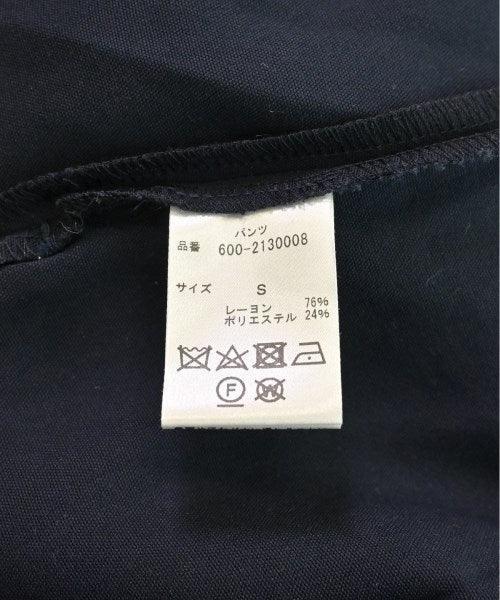 パンツ
品番 600-2130008
サイズ S
レーヨン 76%
ポリエステル 24%
F W